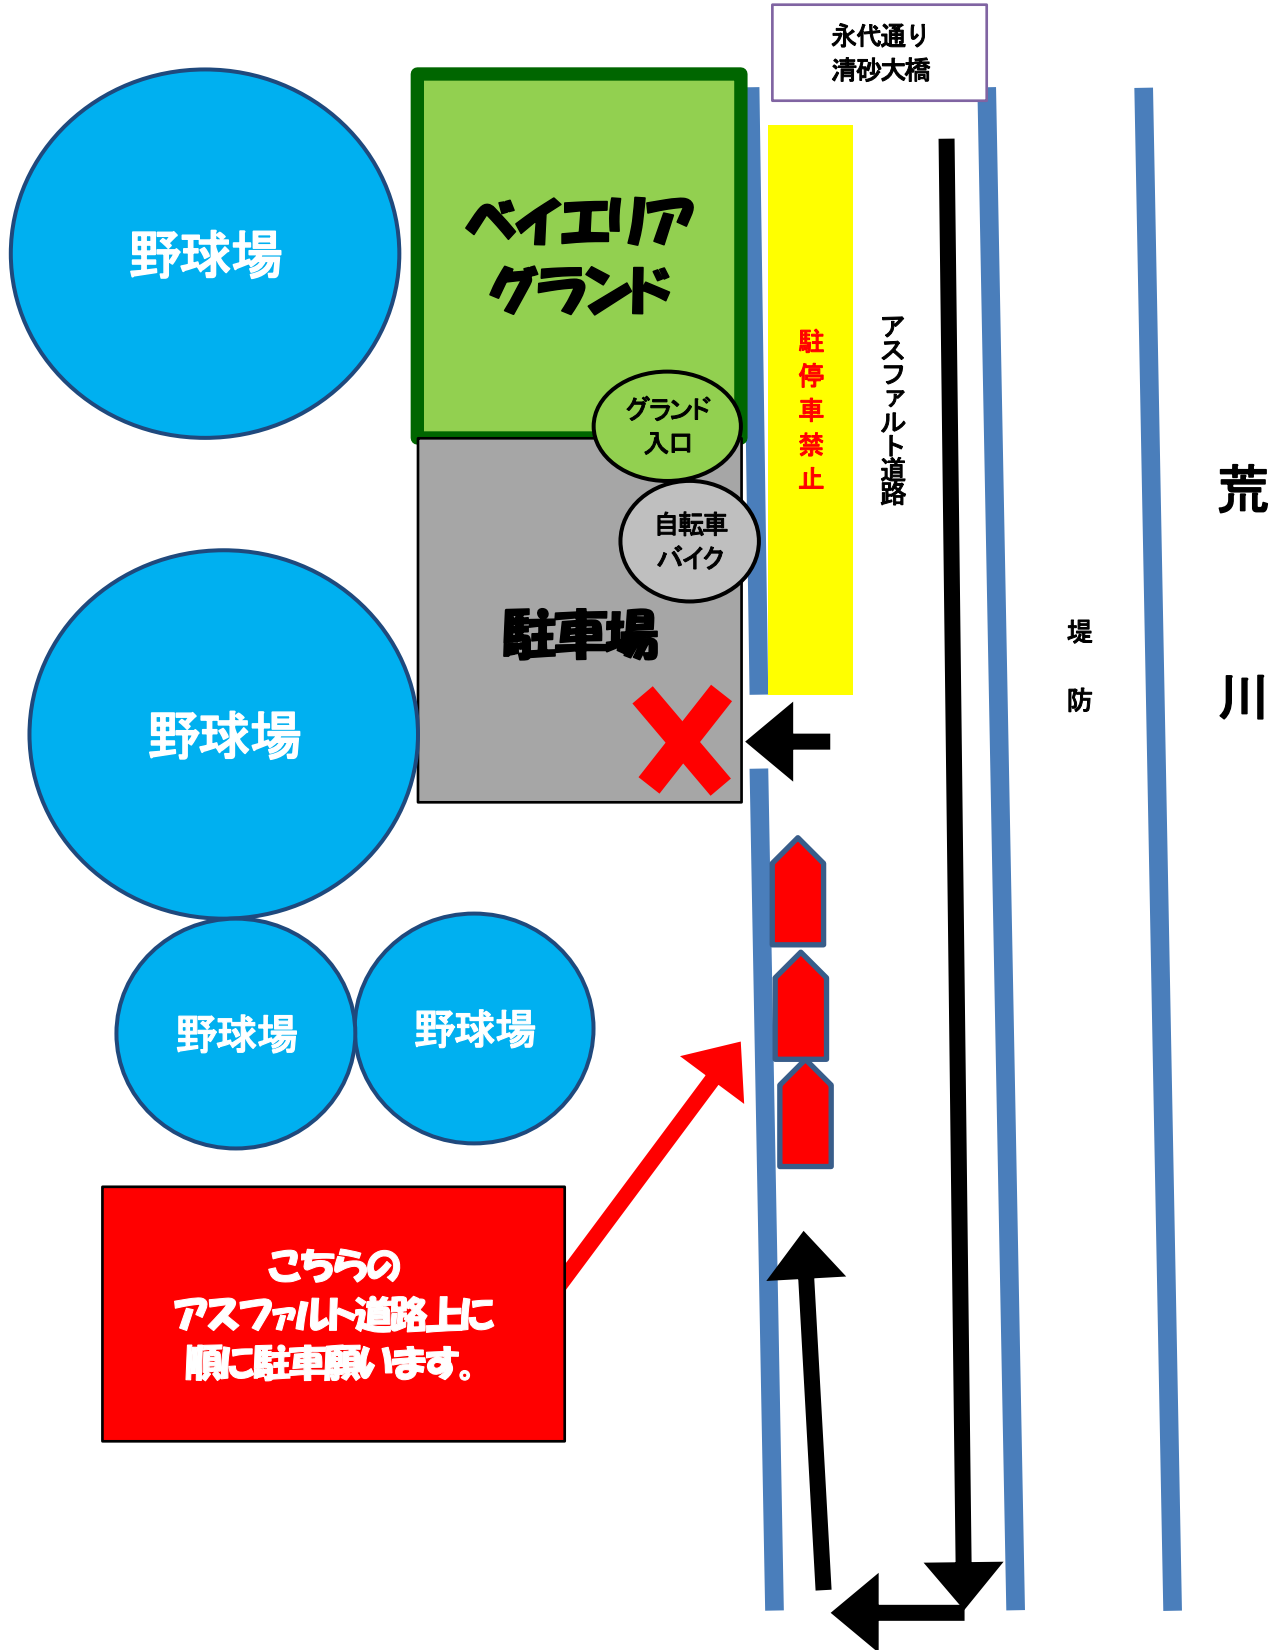 永代通り
清砂大橋
野球場
ベイエリア
グランド
駐停車禁止
アスファルト道路
グランド
入口
自転車
バイク
荒川
堤防
駐車場
野球場
野球場
野球場
こちらの
アスファルト道路上に
順に駐車願います。